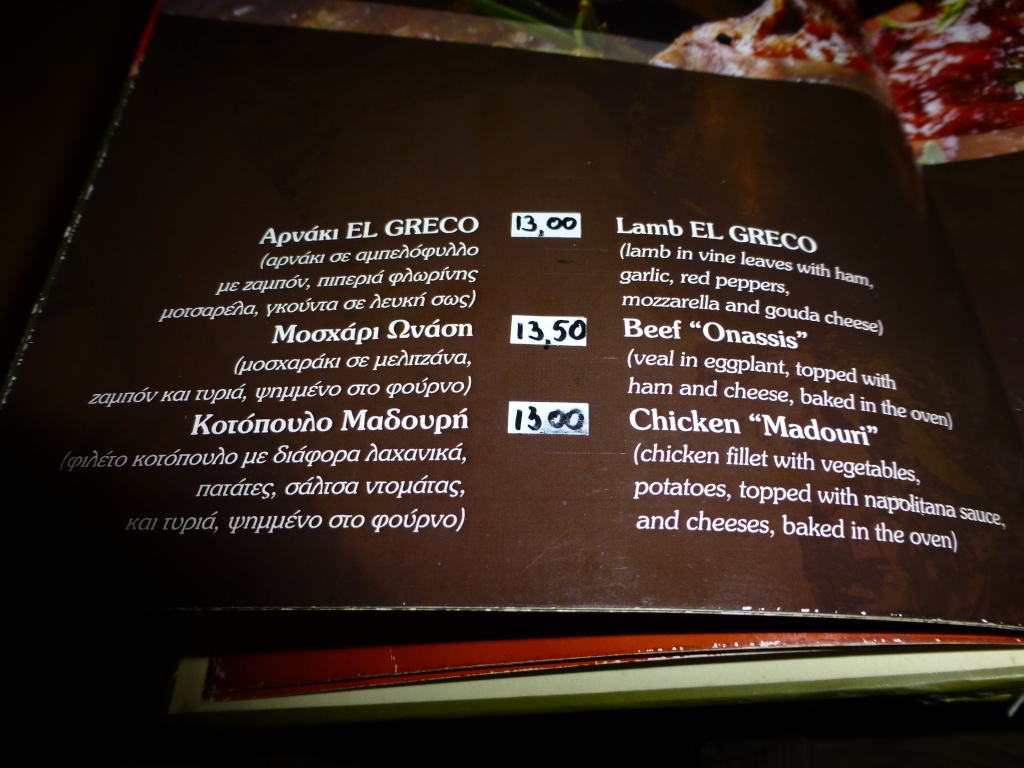 Αρνάκι EL GRECO 13,00 Lamb EL GRECO
(αρνάκι σε αμπελόφυλλο (lamb in vine leaves with ham,
με ζαμπόν, πιπεριά φλωρίνης garlic, red peppers,
μοτσαρέλα, γκούντα σε λευκή σως) mozzarella and gouda cheese)
Μοσχάρι Ωνάση 13,50 Beef “Onassis”
(μοσχαράκι σε μελιτζάνα, (veal in eggplant, topped with
ζαμπόν και τυριά, ψημμένο στο φούρνο) ham and cheese, baked in the oven)
Κοτόπουλο Μαδουρή 13 00 Chicken “Madouri”
(φιλέτο κοτόπουλο με διάφορα λαχανικά, (chicken fillet with vegetables,
πατάτες, σάλτσα ντομάτας, potatoes, topped with napolitana sauce,
και τυριά, ψημμένο στο φούρνο) and cheeses, baked in the oven)